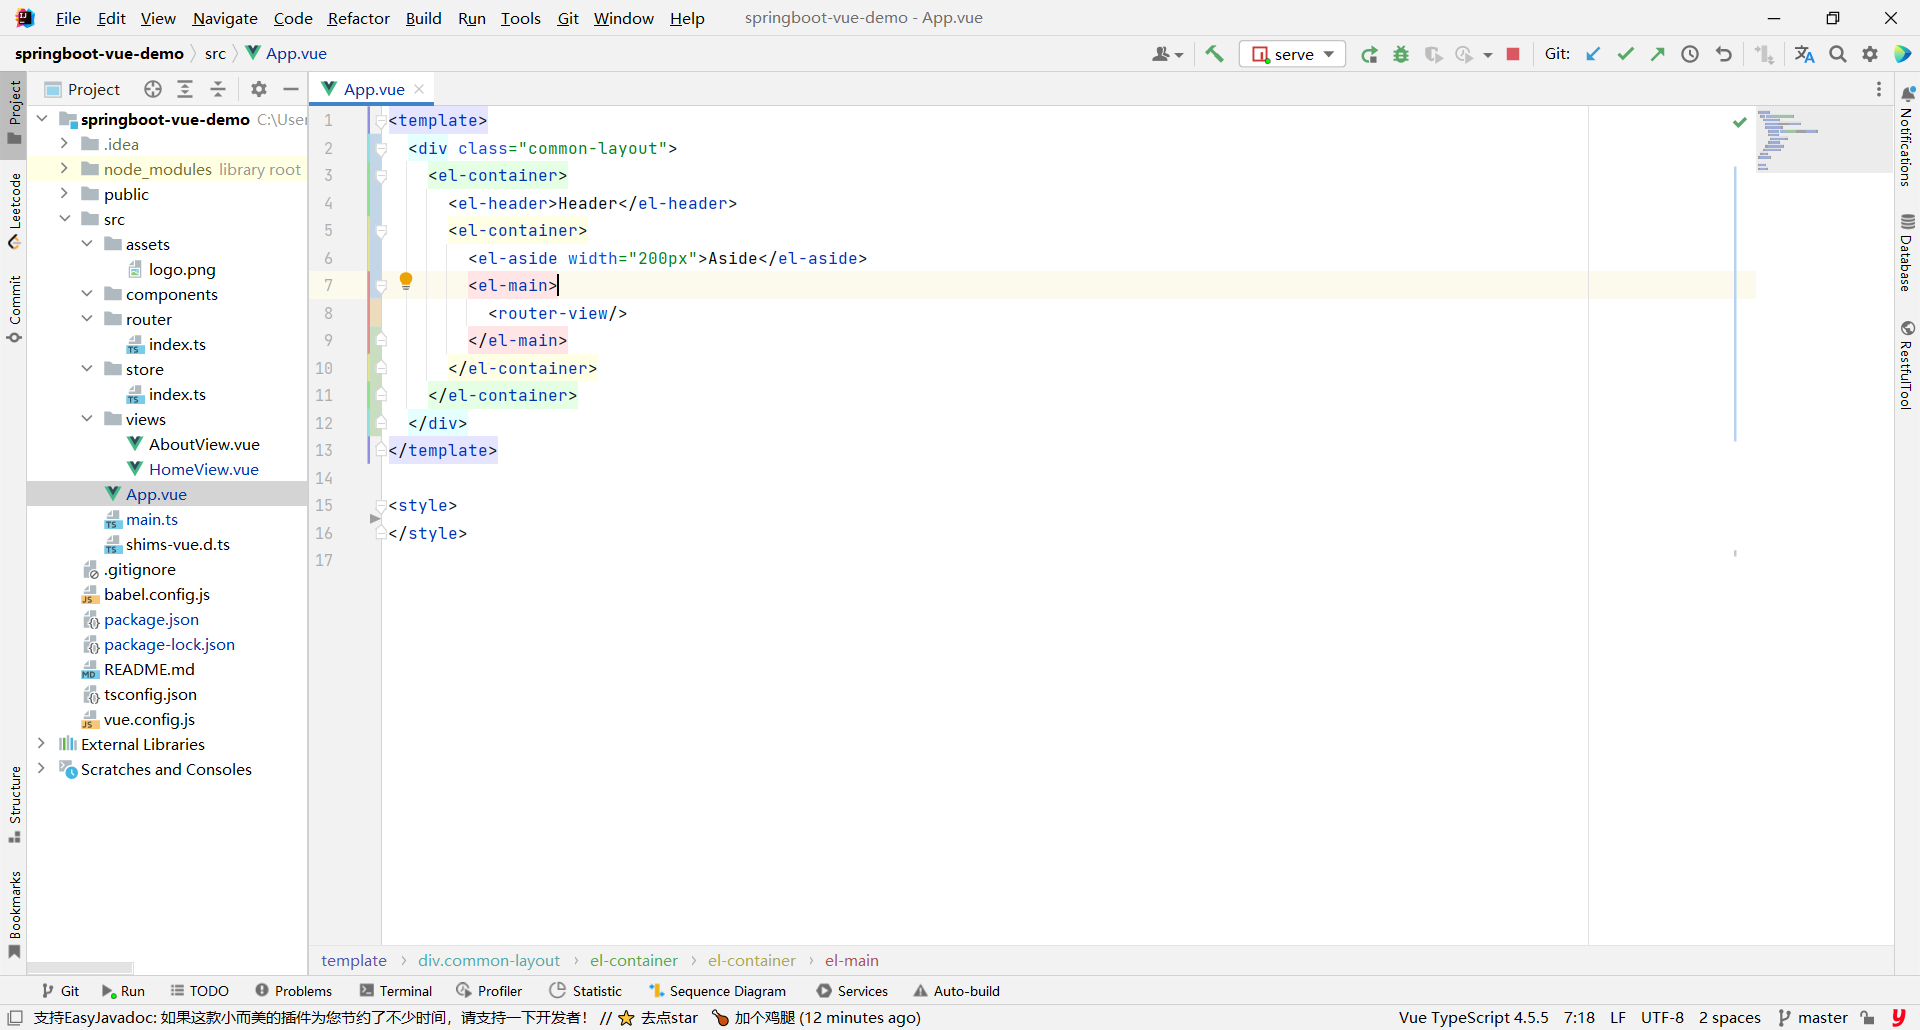 File Edit View Navigate Code Refactor Build Run Tools Git Window Help springboot-vue-demo - App.vue
springboot-vue-demo src App.vue serve Git:
Project
Leetcode
Commit
Structure
Bookmarks
Project
springboot-vue-demo C:\User
.idea
node_modules library root
public
src
assets
logo.png
components
router
index.ts
store
index.ts
views
AboutView.vue
HomeView.vue
App.vue
main.ts
shims-vue.d.ts
.gitignore
babel.config.js
package.json
package-lock.json
README.md
tsconfig.json
vue.config.js
External Libraries
Scratches and Consoles
App.vue
1 <template>
2 <div class="common-layout">
3 <el-container>
4 <el-header>Header</el-header>
5 <el-container>
6 <el-aside width="200px">Aside</el-aside>
7 <el-main>
8 <router-view/>
9 </el-main>
10 </el-container>
11 </el-container>
12 </div>
13 </template>
14
15 <style>
16 </style>
17
Notifications
Database
RestfulTool
template div.common-layout el-container el-container el-main
Git Run TODO Problems Terminal Profiler Statistic Sequence Diagram Services Auto-build
支持EasyJavadoc: 如果这款小而美的插件为您节约了不少时间，请支持一下开发者！ // ⭐ 去点star 🍗 加个鸡腿 (12 minutes ago) Vue TypeScript 4.5.5 7:18 LF UTF-8 2 spaces master